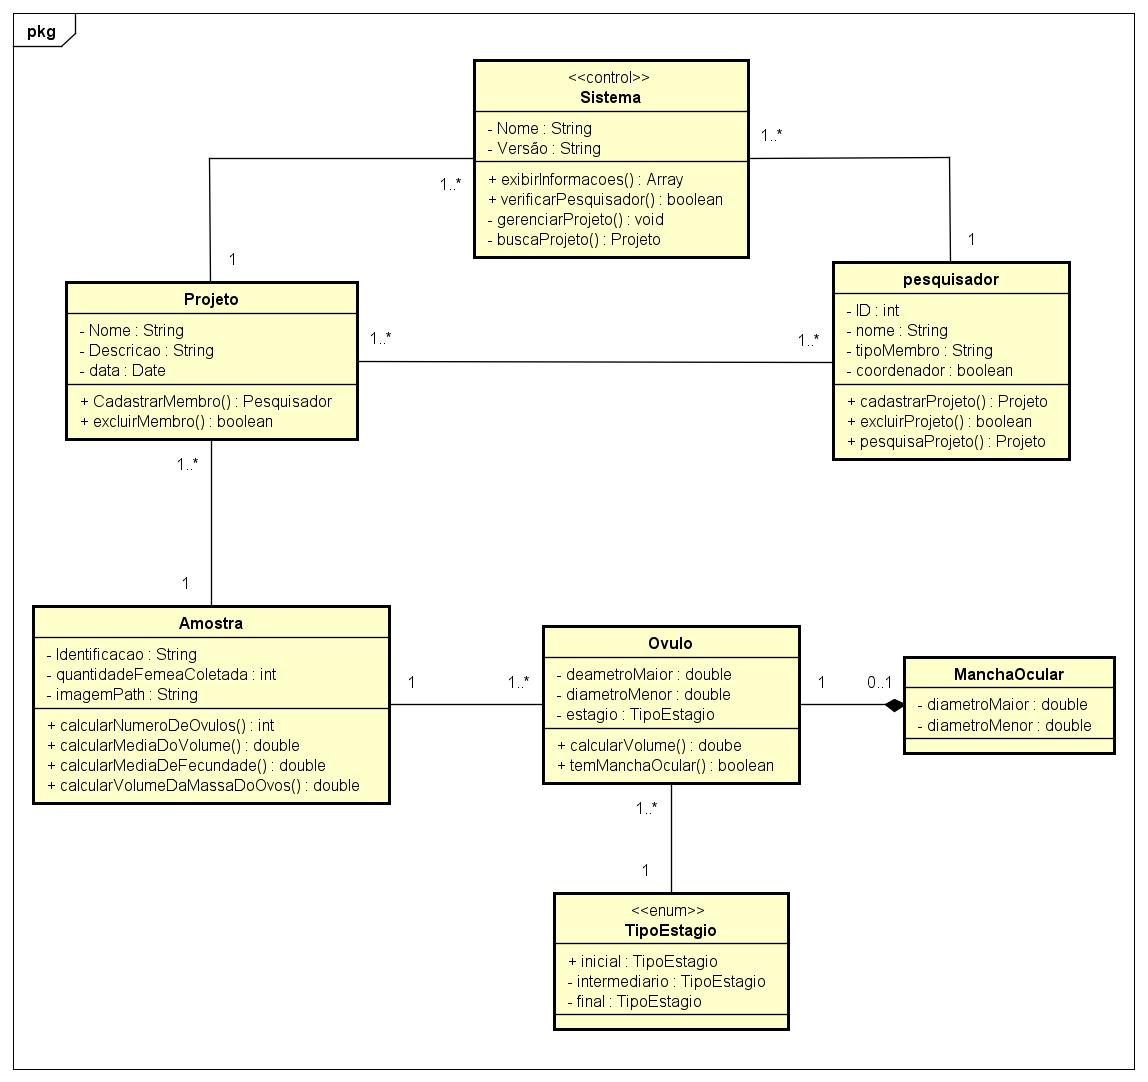 pkg
<<control>>
Sistema
- Nome : String
- Versão : String
+ exibirInformacoes() : Array
+ verificarPesquisador() : boolean
- gerenciarProjeto() : void
- buscaProjeto() : Projeto
1..*
1..*
1
1
Projeto
- Nome : String
- Descricao : String
- data : Date
+ CadastrarMembro() : Pesquisador
+ excluirMembro() : boolean
1..*
1..*
pesquisador
- ID : int
- nome : String
- tipoMembro : String
- coordenador : boolean
+ cadastrarProjeto() : Projeto
+ excluirProjeto() : boolean
+ pesquisaProjeto() : Projeto
1..*
1
Amostra
- Identificacao : String
- quantidadeFemeaColetada : int
- imagemPath : String
+ calcularNumeroDeOvulos() : int
+ calcularMediaDoVolume() : double
+ calcularMediaDeFecundade() : double
+ calcularVolumeDaMassaDoOvos() : double
1
1..*
Ovulo
- deametroMaior : double
- diametroMenor : double
- estagio : TipoEstagio
+ calcularVolume() : doube
+ temManchaOcular() : boolean
1
0..1
ManchaOcular
- diametroMaior : double
- diametroMenor : double
1..*
1
<<enum>>
TipoEstagio
+ inicial : TipoEstagio
- intermediario : TipoEstagio
- final : TipoEstagio